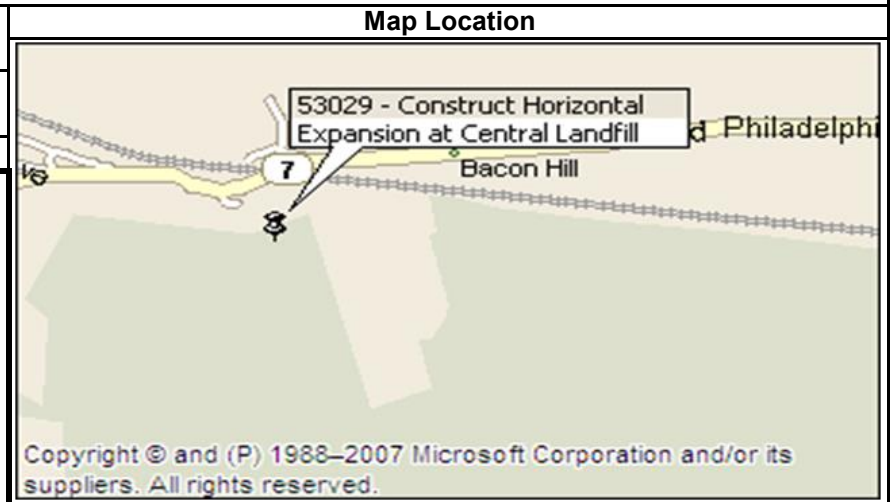 Map Location
53029 - Construct Horizontal
Expansion at Central Landfill
d Philadelphi
7
Bacon Hill
Copyright © and (P) 1988–2007 Microsoft Corporation and/or its
suppliers. All rights reserved.